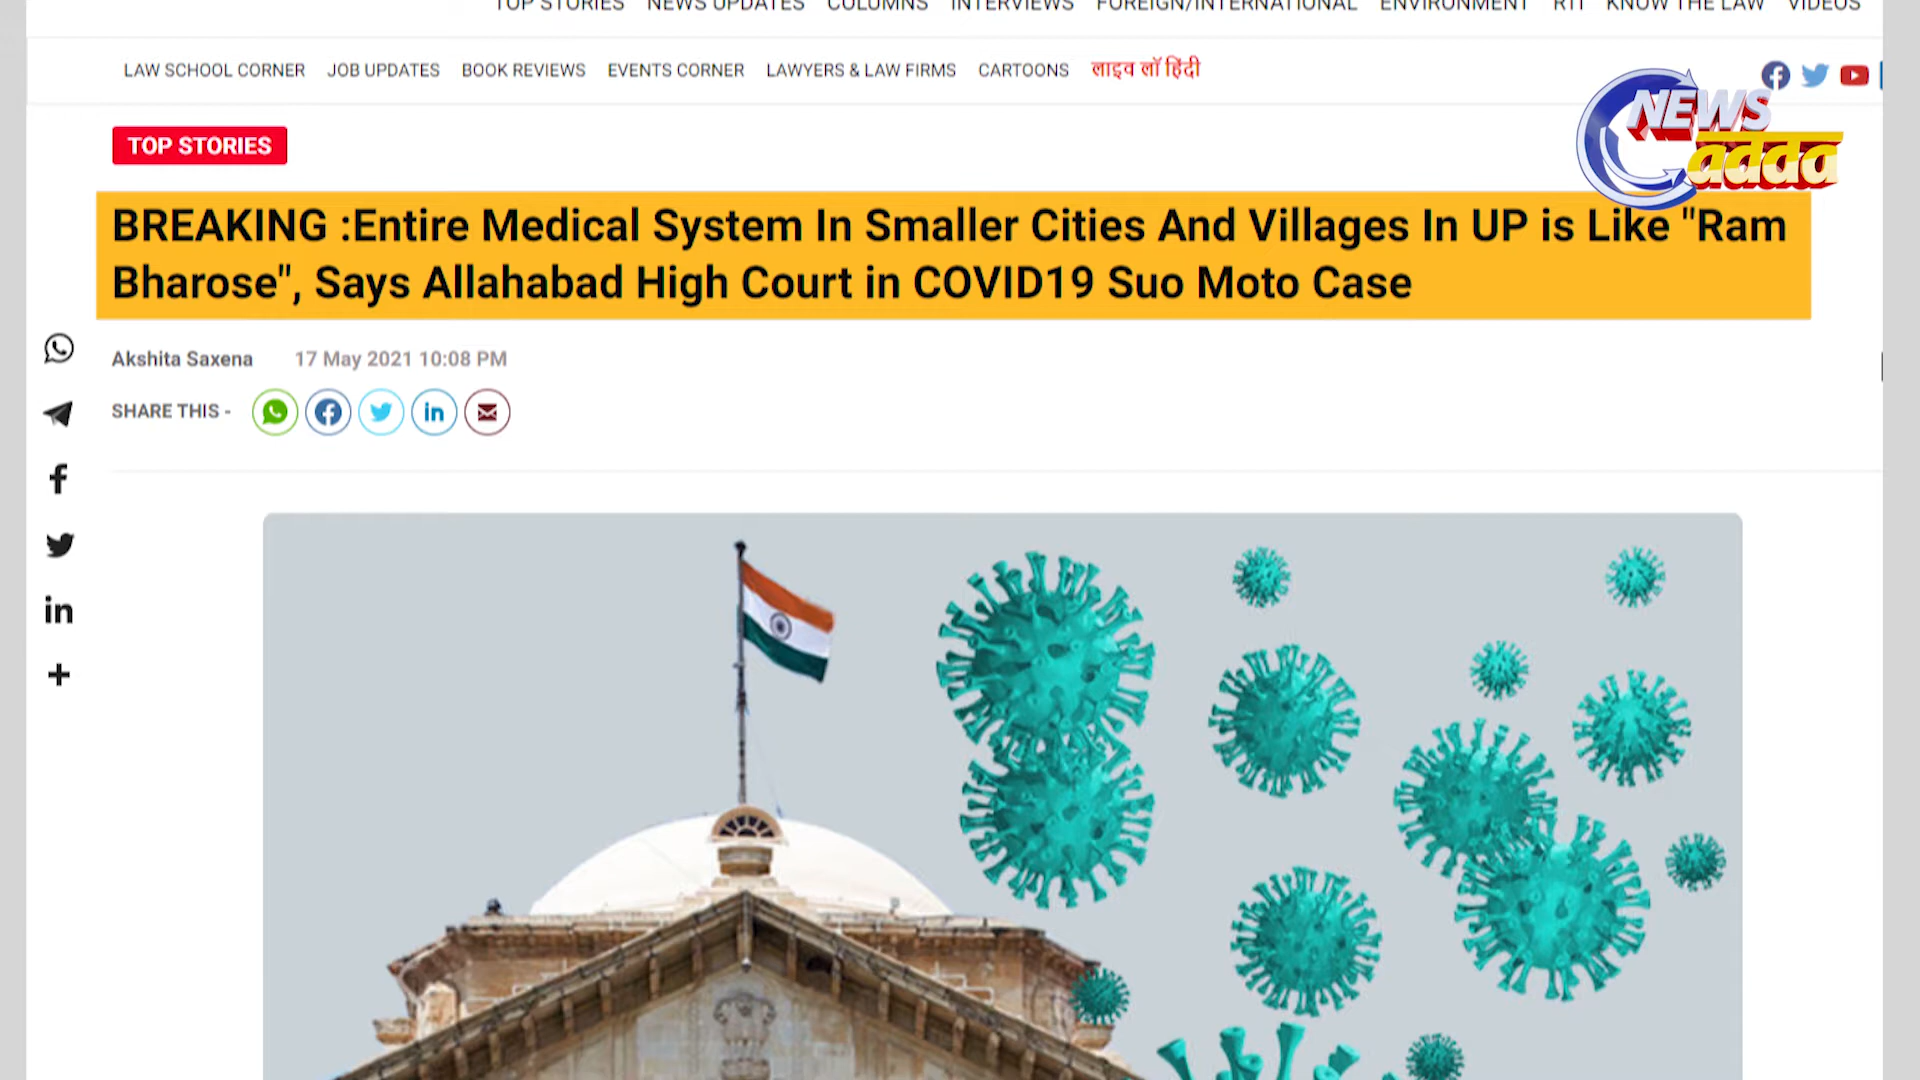 TOP STORIES NEWS UPDATES COLUMNS INTERVIEWS FOREIGN/INTERNATIONAL ENVIRONMENT RTI KNOW THE LAW VIDEOS
LAW SCHOOL CORNER JOB UPDATES BOOK REVIEWS EVENTS CORNER LAWYERS & LAW FIRMS CARTOONS लाइव लॉ हिंदी
NEWS
adda
TOP STORIES
BREAKING :Entire Medical System In Smaller Cities And Villages In UP is Like "Ram
Bharose", Says Allahabad High Court in COVID19 Suo Moto Case
Akshita Saxena 17 May 2021 10:08 PM
SHARE THIS -